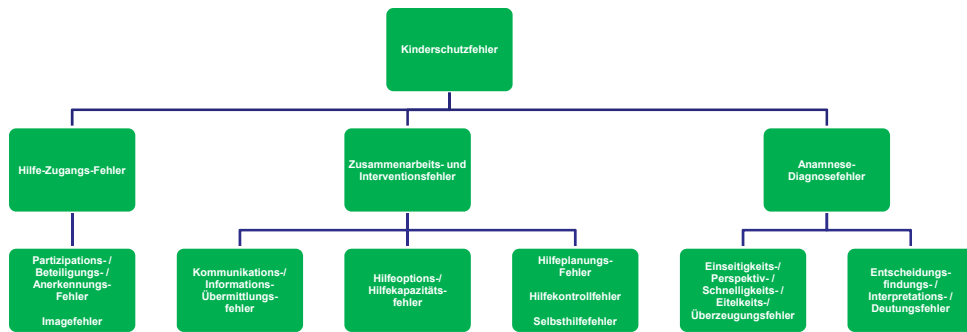 Kinderschutzfehler
Hilfe-Zugangs-Fehler
Zusammenarbeits- und
Interventionsfehler
Anamnese-
Diagnosefehler
Partizipations- /
Beteiligungs- /
Anerkennungs-
Fehler
Imagefehler
Kommunikations-/
Informations-
Übermittlungs-
fehler
Hilfeoptions-/
Hilfekapazitäts-
fehler
Hilfeplanungs-
Fehler
Hilfekontrollfehler
Selbsthilfefehler
Einseitigkeits-/
Perspektiv- /
Schnelligkeits- /
Eitelkeits-/
Überzeugungsfehler
Entscheidungs-
findungs- /
Interpretations- /
Deutungsfehler